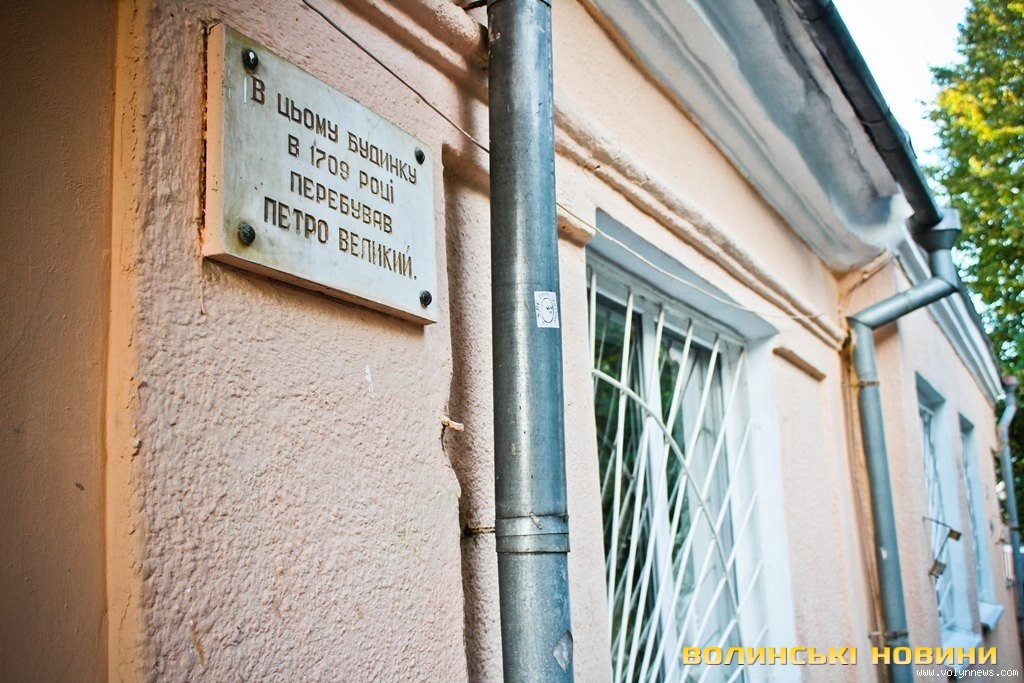 В ЦЬОМУ БУДИНКУ
В 1709 РОЦІ
ПЕРЕБУВАВ
ПЕТРО ВЕЛИКИЙ.
ВОЛИНСЬКІ НОВИНИ
www.volynnews.com